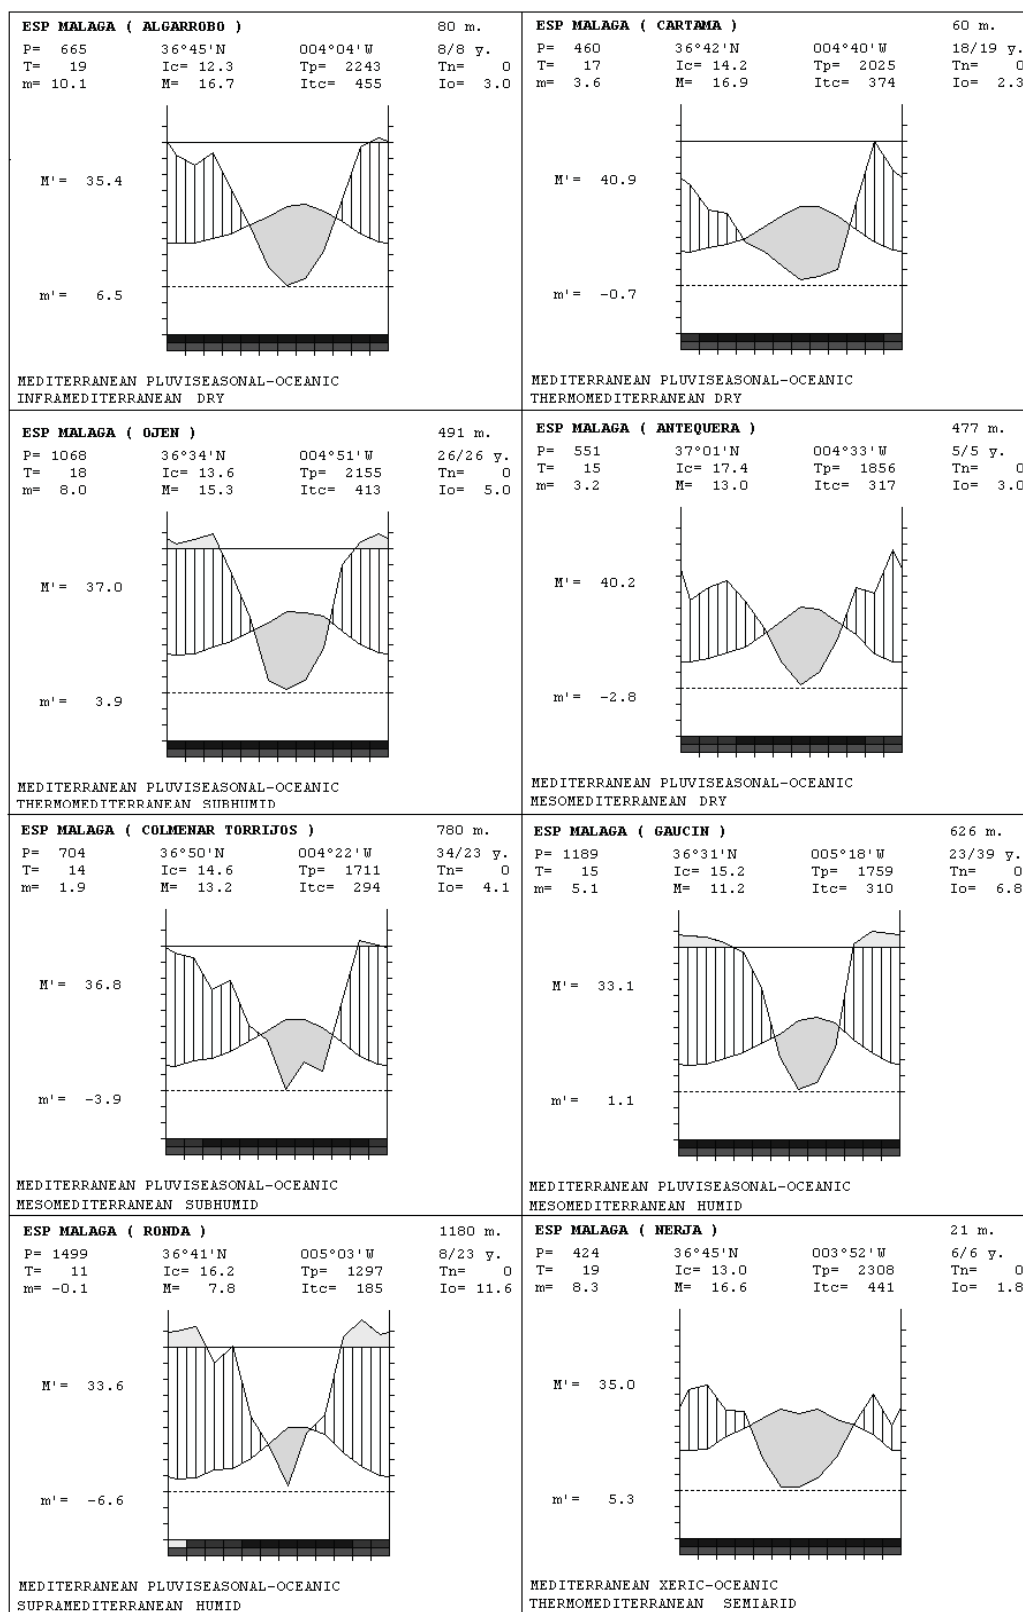 ESP MALAGA ( ALGARROBO ) 80 m.
P= 665 36°45'N 004°04'W 8/8 y.
T= 19 Ic= 12.3 Tp= 2243 Tn= 0
m= 10.1 M= 16.7 Itc= 455 Io= 3.0
M'= 35.4
m'= 6.5
MEDITERRANEAN PLUVISEASONAL-OCEANIC
INFRAMEDITERRANEAN DRY
ESP MALAGA ( CARTAMA ) 60 m.
P= 460 36°42'N 004°40'W 18/19 y.
T= 17 Ic= 14.2 Tp= 2025 Tn= 0
m= 3.6 M= 16.9 Itc= 374 Io= 2.3
M'= 40.9
m'= -0.7
MEDITERRANEAN PLUVISEASONAL-OCEANIC
THERMOMEDITERRANEAN DRY
ESP MALAGA ( OJEN ) 491 m.
P= 1068 36°34'N 004°51'W 26/26 y.
T= 18 Ic= 13.6 Tp= 2155 Tn= 0
m= 8.0 M= 15.3 Itc= 413 Io= 5.0
M'= 37.0
m'= 3.9
MEDITERRANEAN PLUVISEASONAL-OCEANIC
THERMOMEDITERRANEAN SUBHUMID
ESP MALAGA ( ANTEQUERA ) 477 m.
P= 551 37°01'N 004°33'W 5/5 y.
T= 15 Ic= 17.4 Tp= 1856 Tn= 0
m= 3.2 M= 13.0 Itc= 317 Io= 3.0
M'= 40.2
m'= -2.8
MEDITERRANEAN PLUVISEASONAL-OCEANIC
MESOMEDITERRANEAN DRY
ESP MALAGA ( COLMENAR TORRIJOS ) 780 m.
P= 704 36°50'N 004°22'W 34/23 y.
T= 14 Ic= 14.6 Tp= 1711 Tn= 0
m= 1.9 M= 13.2 Itc= 294 Io= 4.1
M'= 36.8
m'= -3.9
MEDITERRANEAN PLUVISEASONAL-OCEANIC
MESOMEDITERRANEAN SUBHUMID
ESP MALAGA ( GAUCIN ) 626 m.
P= 1189 36°31'N 005°18'W 23/39 y.
T= 15 Ic= 15.2 Tp= 1759 Tn= 0
m= 5.1 M= 11.2 Itc= 310 Io= 6.8
M'= 33.1
m'= 1.1
MEDITERRANEAN PLUVISEASONAL-OCEANIC
MESOMEDITERRANEAN HUMID
ESP MALAGA ( RONDA ) 1180 m.
P= 1499 36°41'N 005°03'W 8/23 y.
T= 11 Ic= 16.2 Tp= 1297 Tn= 0
m= -0.1 M= 7.8 Itc= 185 Io= 11.6
M'= 33.6
m'= -6.6
MEDITERRANEAN PLUVISEASONAL-OCEANIC
SUPRAMEDITERRANEAN HUMID
ESP MALAGA ( NERJA ) 21 m.
P= 424 36°45'N 003°52'W 6/6 y.
T= 19 Ic= 13.0 Tp= 2308 Tn= 0
m= 8.3 M= 16.6 Itc= 441 Io= 1.8
M'= 35.0
m'= 5.3
MEDITERRANEAN XERIC-OCEANIC
THERMOMEDITERRANEAN SEMIARID